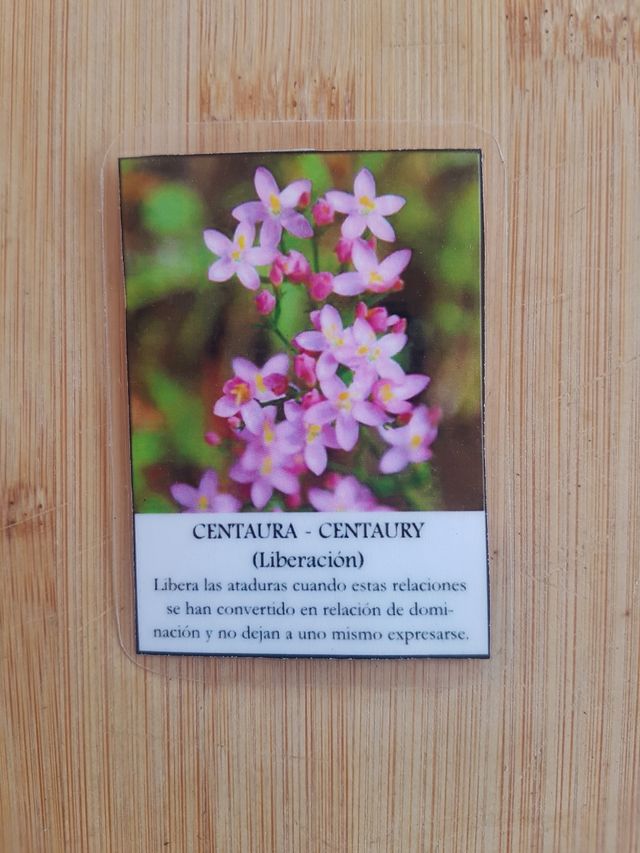 CENTAURA - CENTAURY
(Liberación)
Libera las ataduras cuando estas relaciones
se han convertido en relación de domi-
nación y no dejan a uno mismo expresarse.